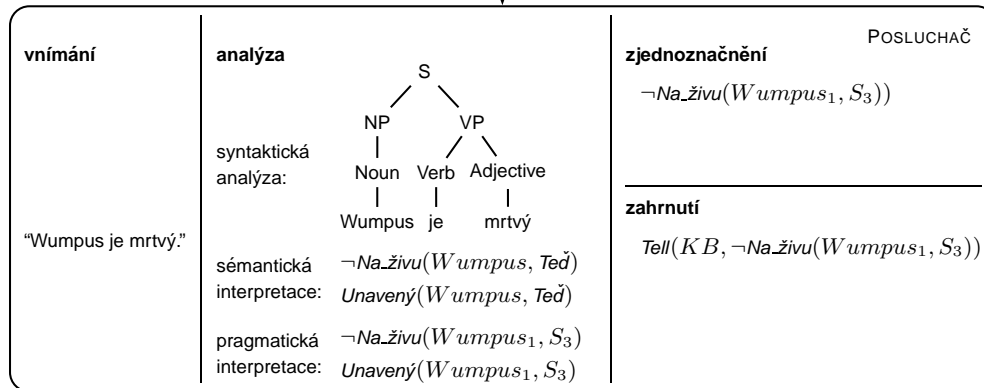 POSLUCHAČ
vnímání
“Wumpus je mrtvý.”
analýza
syntaktická
analýza:
S
NP VP
Noun Verb Adjective
Wumpus je mrtvý
sémantická ¬Na_živu(Wumpus, Teď)
interpretace: Unavený(Wumpus, Teď)
pragmatická ¬Na_živu(Wumpus₁, S₃)
interpretace: Unavený(Wumpus₁, S₃)
zjednoznačnění
¬Na_živu(Wumpus₁, S₃))
zahrnutí
Tell(KB, ¬Na_živu(Wumpus₁, S₃))